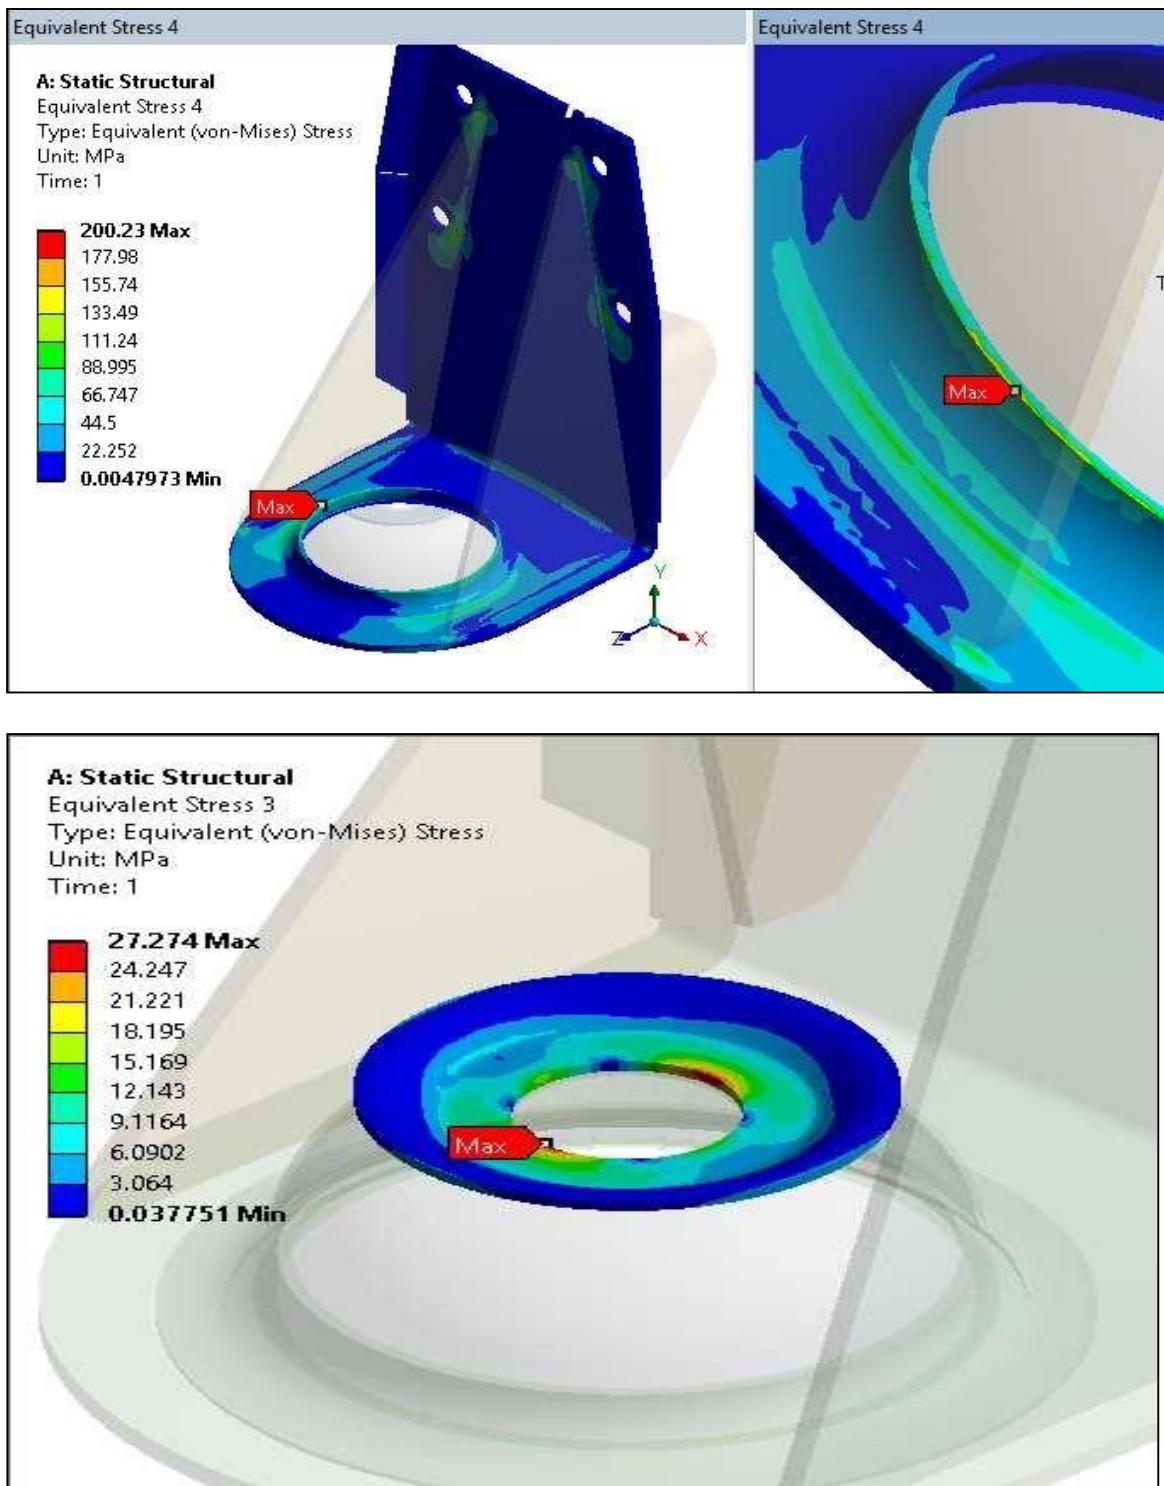 Equivalent Stress 4
A: Static Structural
Equivalent Stress 4
Type: Equivalent (von-Mises) Stress
Unit: MPa
Time: 1
200.23 Max
177.98
155.74
133.49
111.24
88.995
66.747
44.5
22.252
0.0047973 Min
Max
Y
Z
X
Equivalent Stress 4
Max
T
A: Static Structural
Equivalent Stress 3
Type: Equivalent (von-Mises) Stress
Unit: MPa
Time: 1
27.274 Max
24.247
21.221
18.195
15.169
12.143
9.1164
6.0902
3.064
0.037751 Min
Max